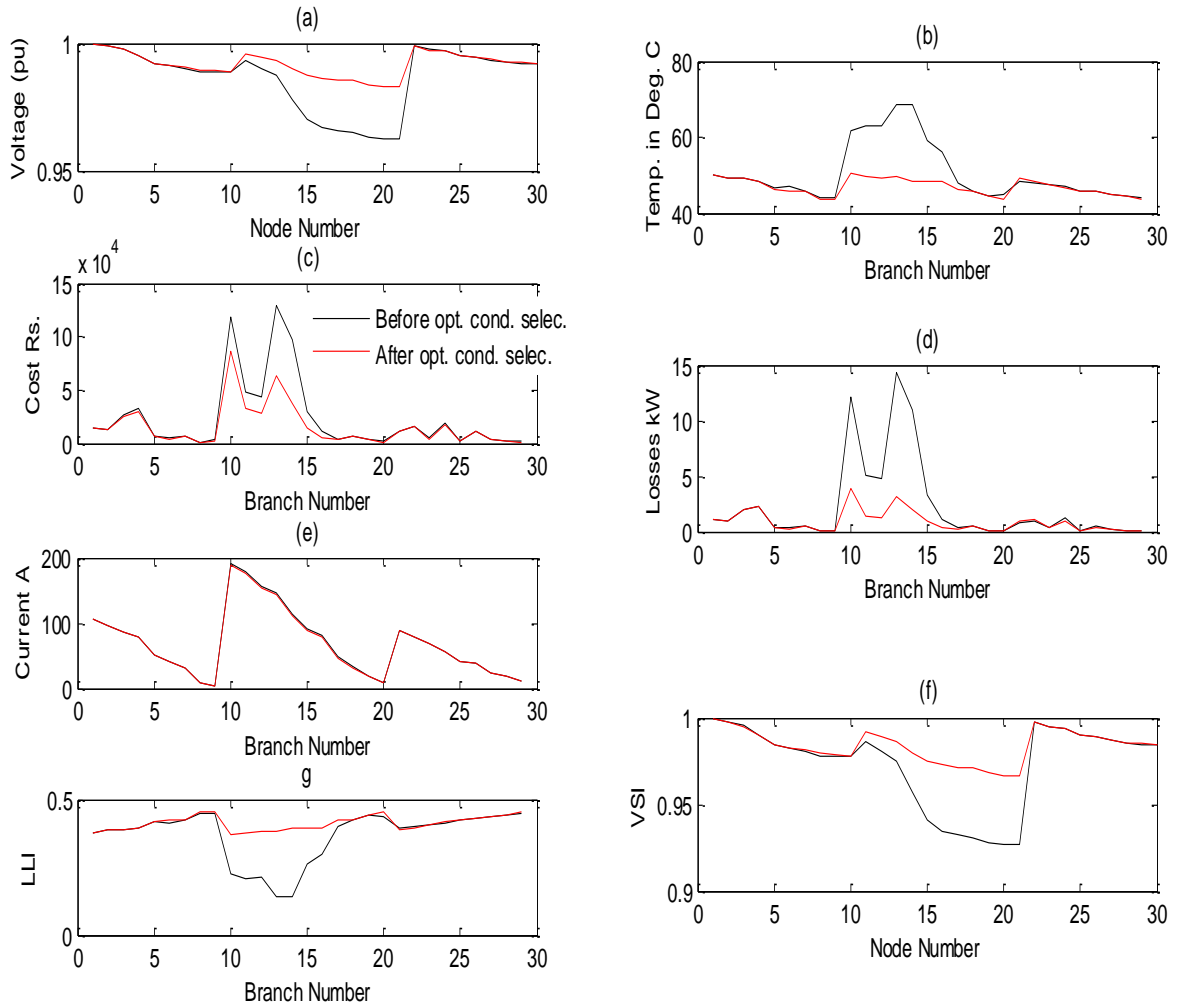 (a)
Voltage (pu)
1
0.95
0 5 10 15 20 25 30
Node Number
(b)
Temp. in Deg. C
80
60
40
0 5 10 15 20 25 30
Branch Number
(c)
x 10^4
Cost Rs.
15
10
5
0
0 5 10 15 20 25 30
Branch Number
Before opt. cond. selec.
After opt. cond. selec.
(d)
Losses kW
15
10
5
0
0 5 10 15 20 25 30
Branch Number
(e)
Current A
200
100
0
0 5 10 15 20 25 30
Branch Number
(f)
VSI
1
0.95
0.9
0 5 10 15 20 25 30
Node Number
g
LLI
0.5
0
0 5 10 15 20 25 30
Branch Number